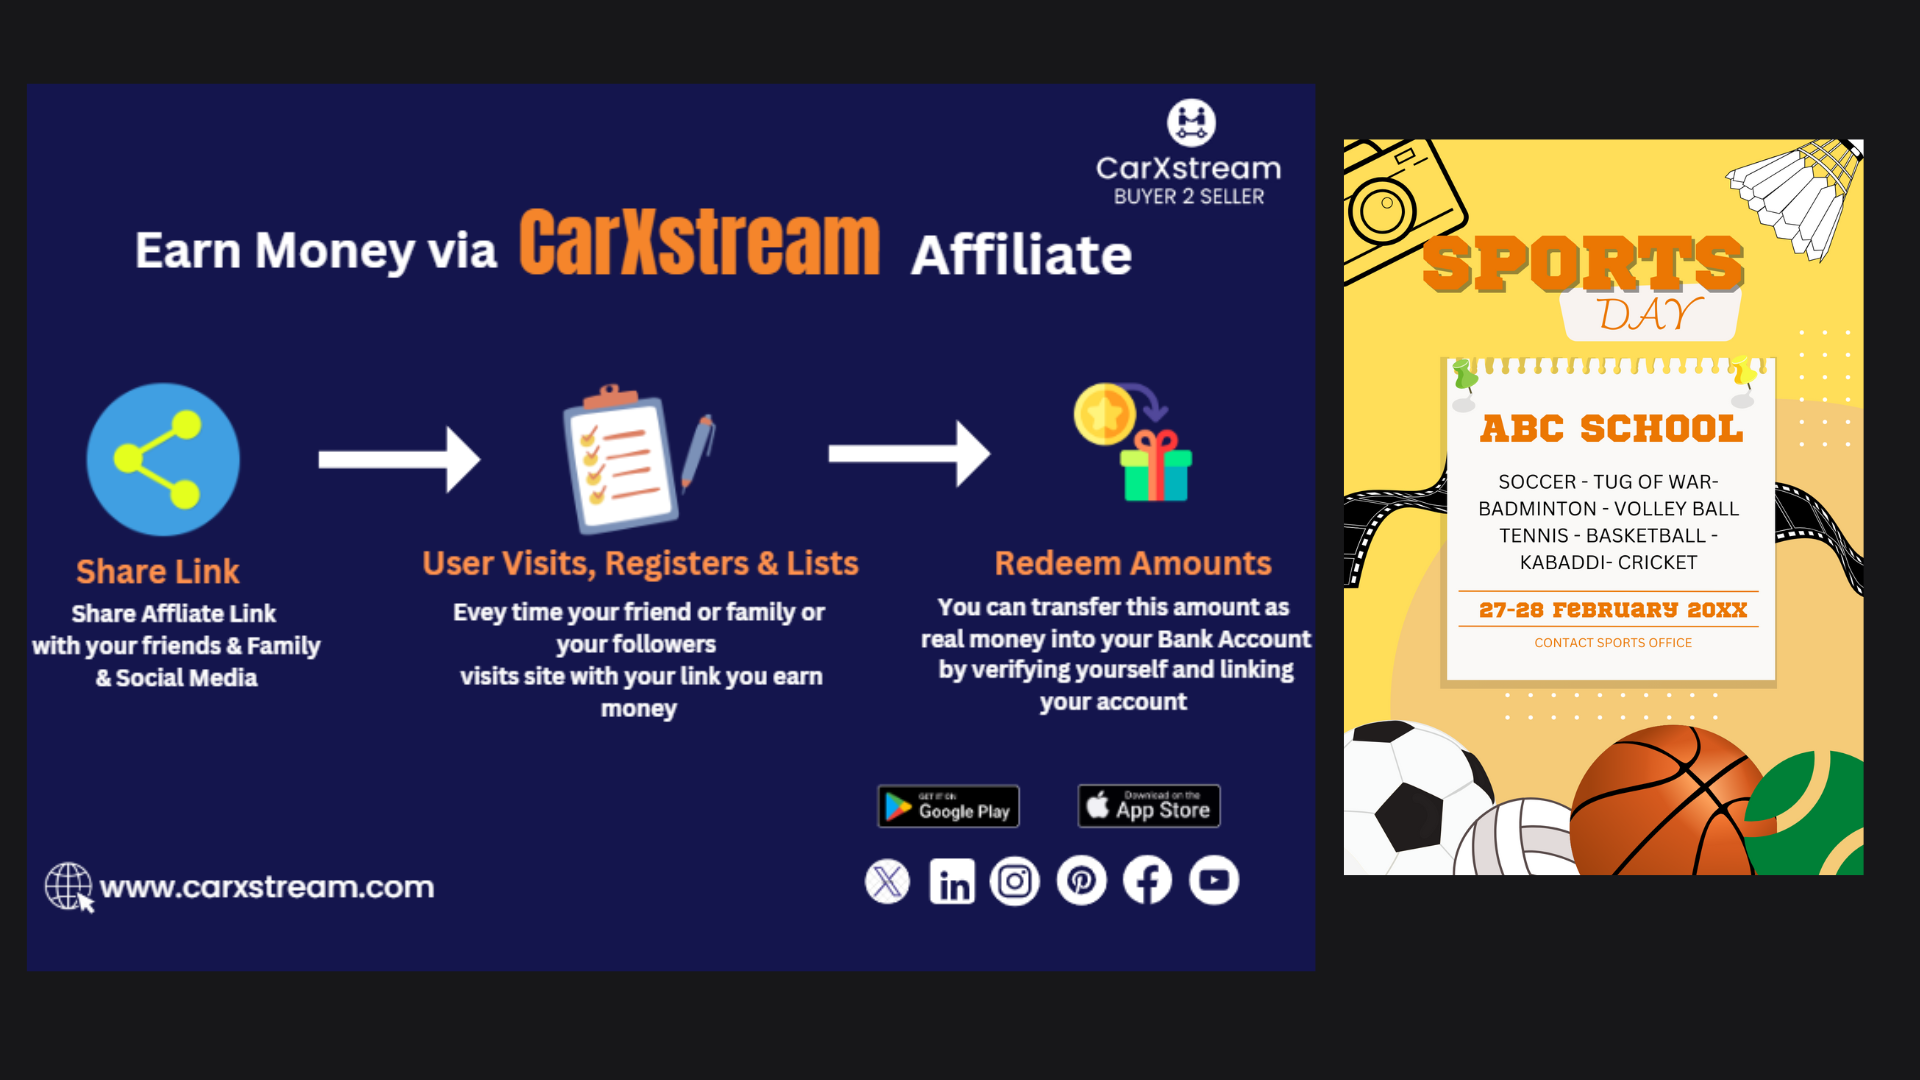 CarXstream
BUYER 2 SELLER
Earn Money via CarXstream Affiliate
Share Link
Share Affliate Link
with your friends & Family
& Social Media
User Visits, Registers & Lists
Evey time your friend or family or
your followers
visits site with your link you earn
money
Redeem Amounts
You can transfer this amount as
real money into your Bank Account
by verifying yourself and linking
your account
GET IT ON
Google Play
Download on the
App Store
www.carxstream.com
SPORTS
DAY
ABC SCHOOL
SOCCER - TUG OF WAR-
BADMINTON - VOLLEY BALL
TENNIS - BASKETBALL -
KABADDI- CRICKET
27-28 FEBRUARY 20XX
CONTACT SPORTS OFFICE